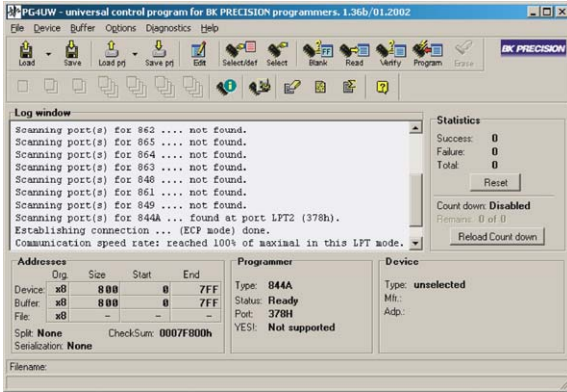 PG4UW - universal control program for BK PRECISION programmers. 1.36b/01.2002
File Device Buffer Options Diagnostics Help
Load Save Load prj Save prj Edit Select/def Select Blank Read Verify Program Erase
BK PRECISION
Log window
Scanning port(s) for 862 .... not found.
Scanning port(s) for 865 .... not found.
Scanning port(s) for 864 .... not found.
Scanning port(s) for 863 .... not found.
Scanning port(s) for 848 .... not found.
Scanning port(s) for 861 .... not found.
Scanning port(s) for 849 .... not found.
Scanning port(s) for 844A ... found at port LPT2 (378h).
Establishing connection ... (ECP mode) done.
Communication speed rate: reached 100% of maximal in this LPT mode.
Statistics
Success: 0
Failure: 0
Total: 0
Reset
Count down: Disabled
Remains: 0 of 0
Reload Count down
Addresses
Org. Size Start End
Device: x8 800 0 7FF
Buffer: x8 800 0 7FF
File: x8 - - -
Split: None CheckSum: 0007F800h
Serialization: None
Programmer
Type: 844A
Status: Ready
Port: 378H
YES!: Not supported
Device
Type: unselected
Mfr.:
Adp.:
Filename: